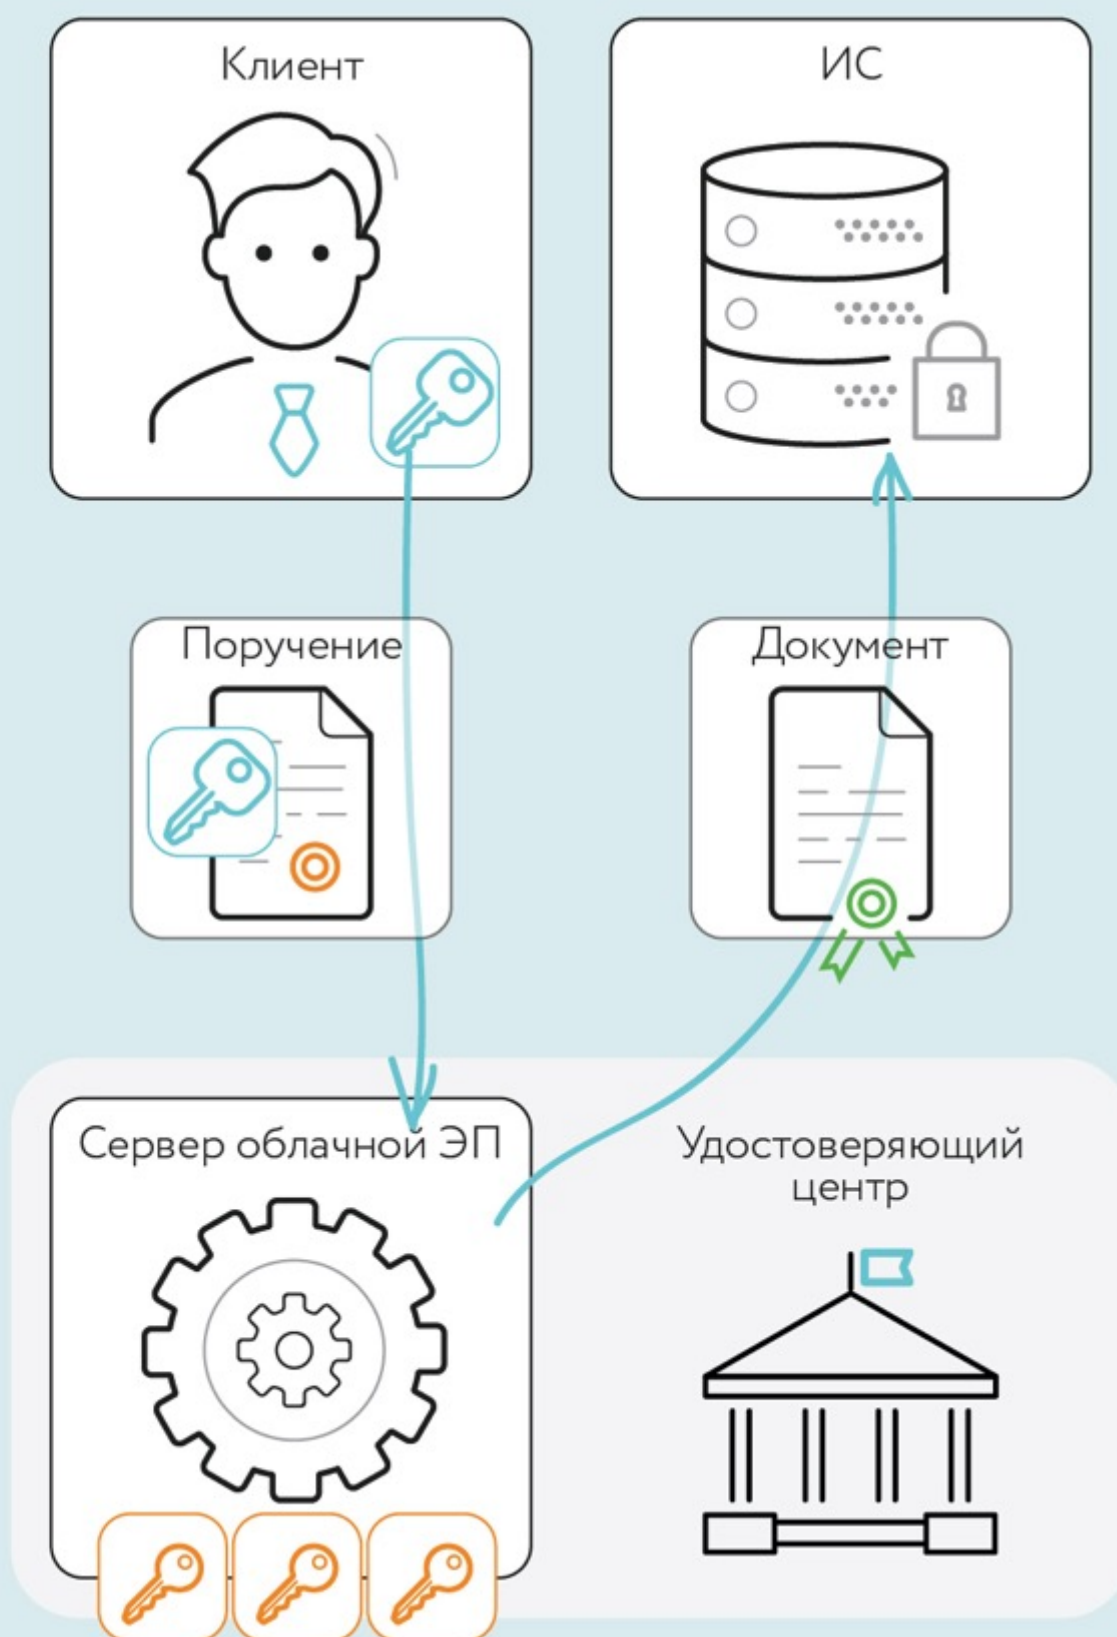 Клиент
ИС
Поручение
Документ
Сервер облачной ЭП
Удостоверяющий
центр